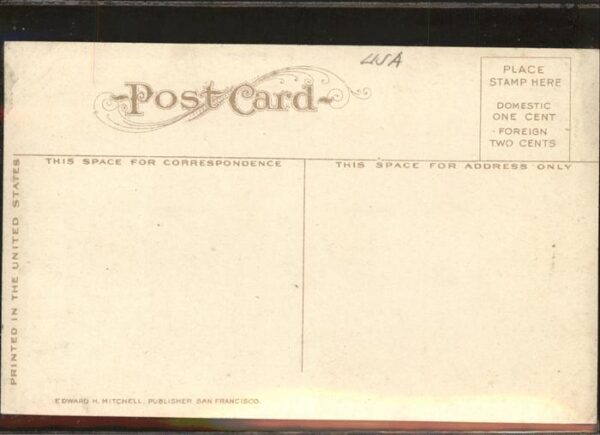 USA
Post Card
PLACE
STAMP HERE
DOMESTIC
ONE CENT
FOREIGN
TWO CENTS
THIS SPACE FOR CORRESPONDENCE
THIS SPACE FOR ADDRESS ONLY
PRINTED IN THE UNITED STATES
EDWARD H. MITCHELL, PUBLISHER, SAN FRANCISCO.